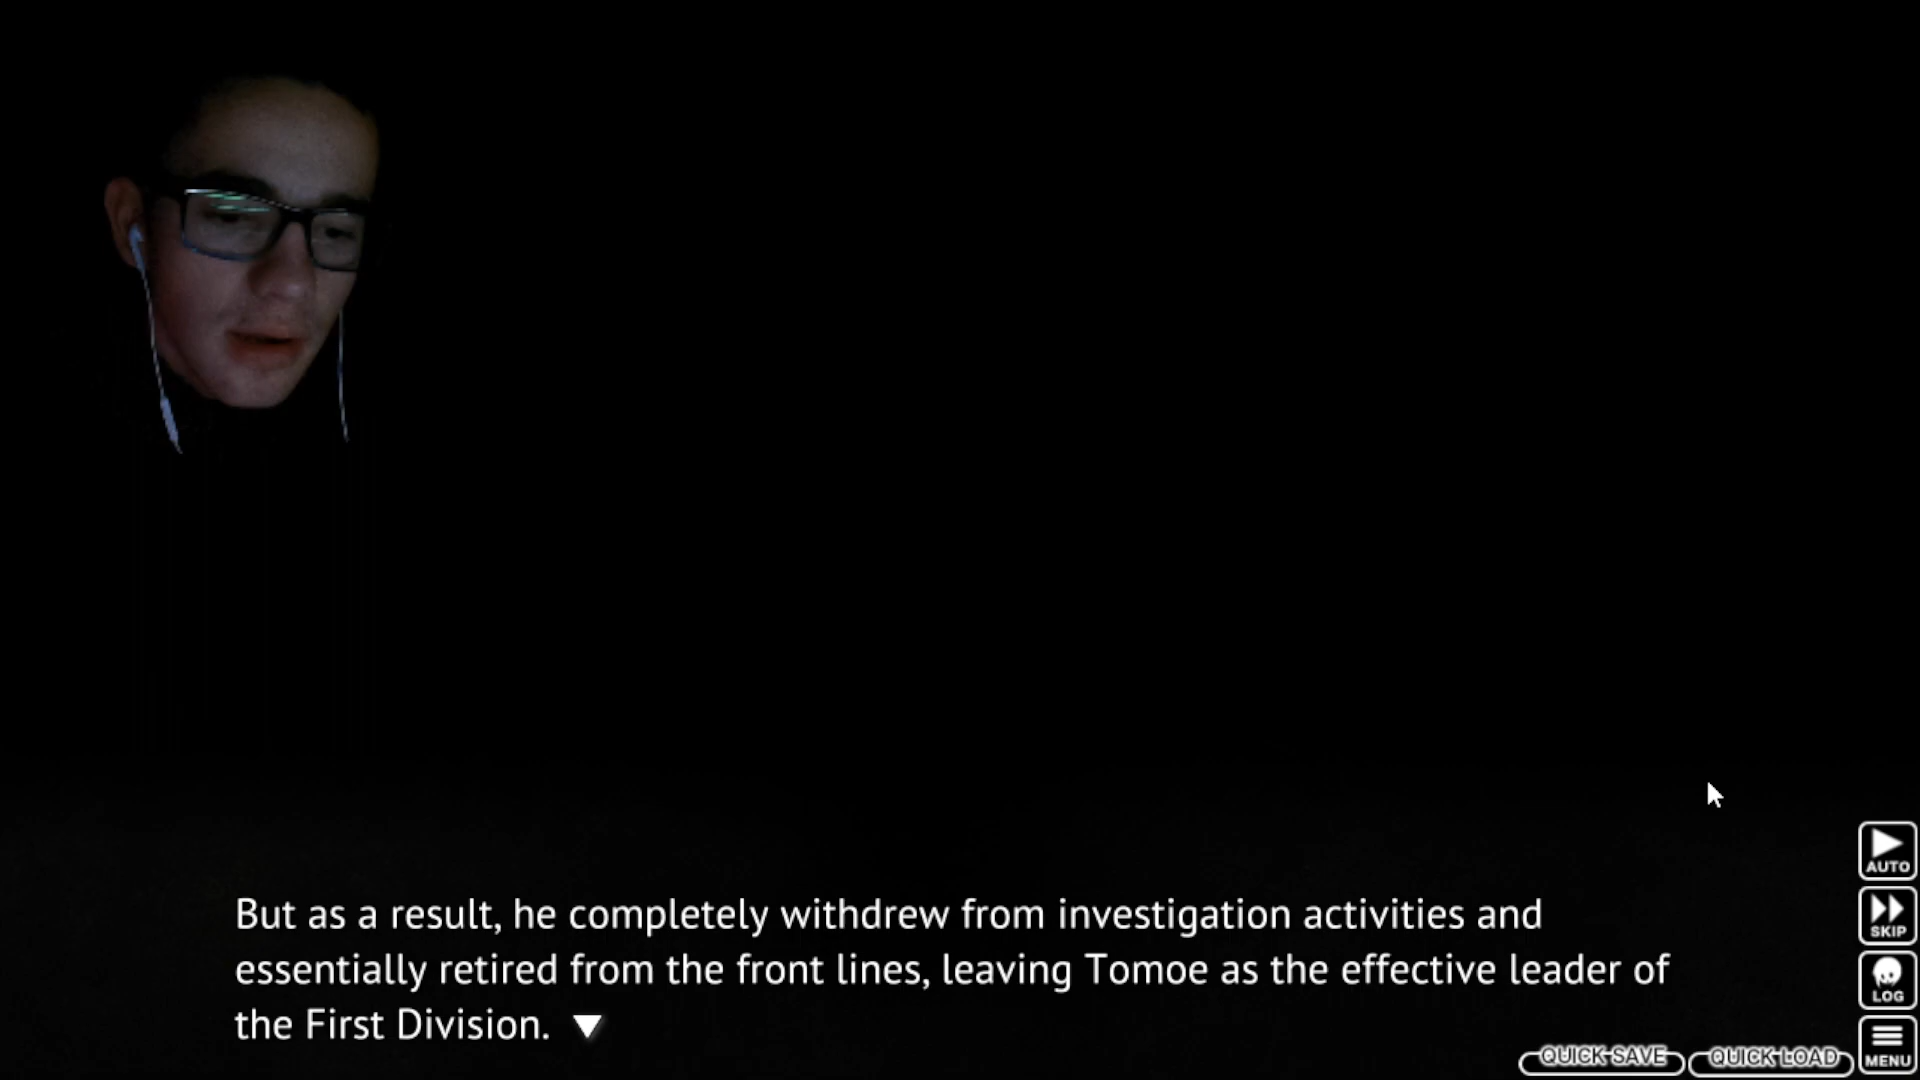 AUTO
SKIP
But as a result, he completely withdrew from investigation activities and
essentially retired from the front lines, leaving Tomoe as the effective leader of
the First Division.
LOG
QUICK SAVE
QUICK LOAD
MENU